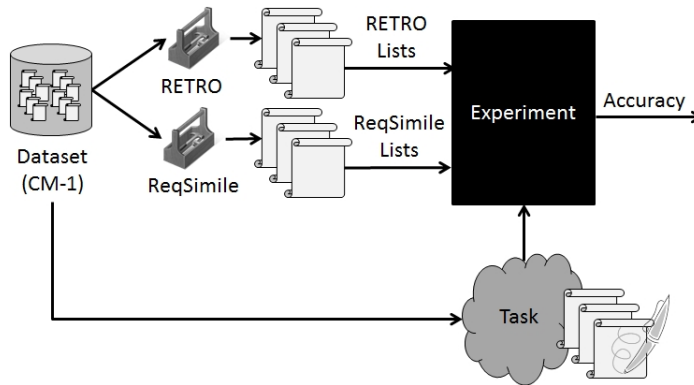 RETRO
Lists
RETRO
Experiment
Accuracy
ReqSimile
Lists
Dataset
(CM-1)
ReqSimile
Task